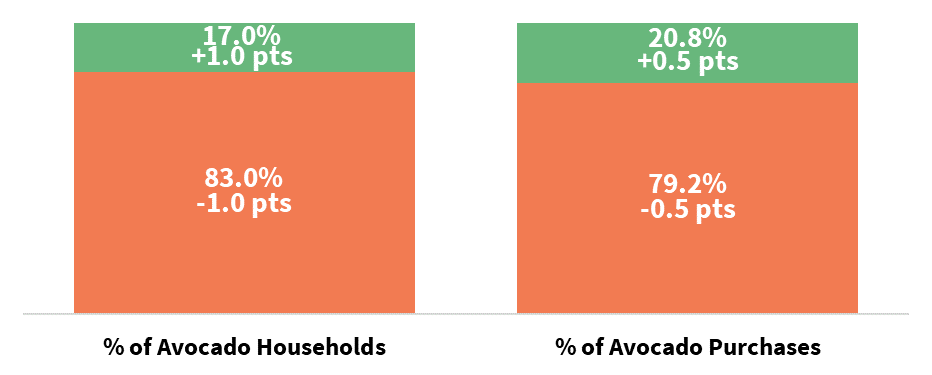 17.0%
+1.0 pts
83.0%
-1.0 pts
% of Avocado Households
20.8%
+0.5 pts
79.2%
-0.5 pts
% of Avocado Purchases